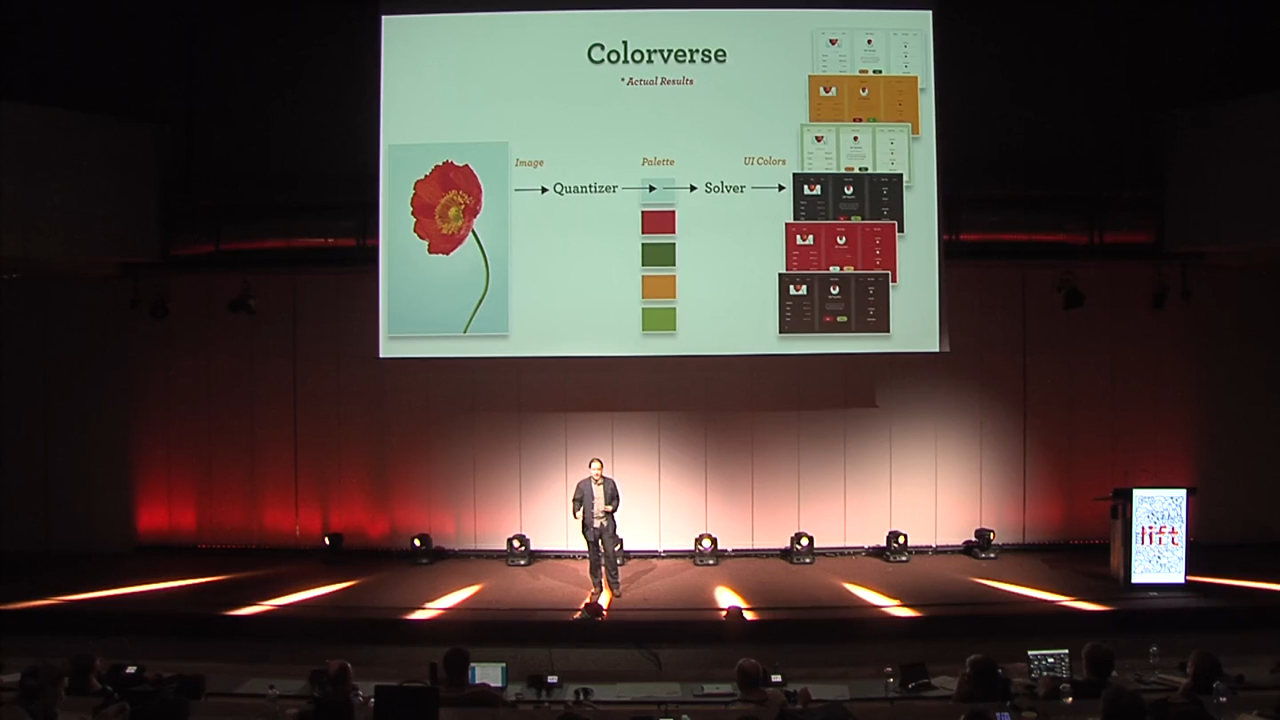 Colorverse
* Actual Results
Image
Palette
UI Colors
Quantizer
Solver
lift